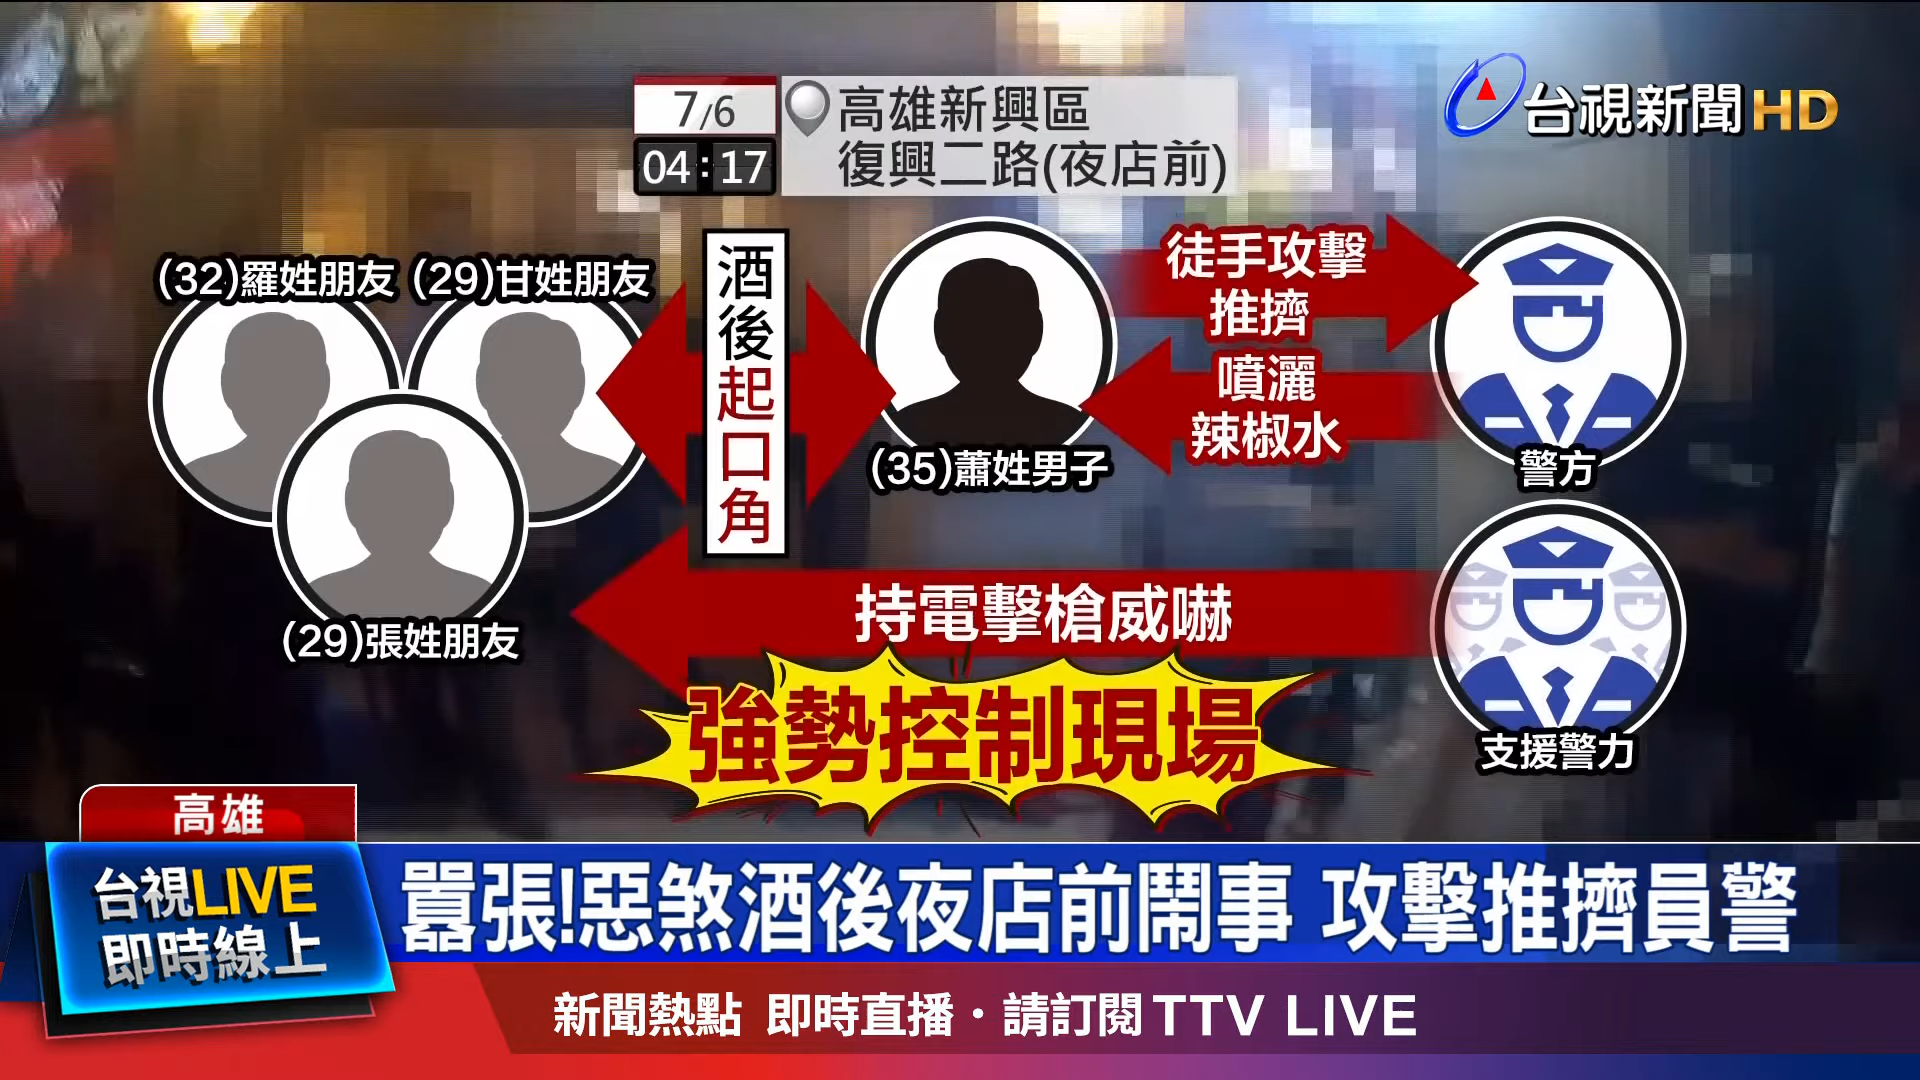 7/6
04:17
高雄新興區
復興二路(夜店前)
台視新聞HD
(32)羅姓朋友
(29)甘姓朋友
(29)張姓朋友
酒後起口角
(35)蕭姓男子
徒手攻擊
推擠
噴灑
辣椒水
警方
持電擊槍威嚇
強勢控制現場
支援警力
高雄
台視LIVE
即時線上
囂張!惡煞酒後夜店前鬧事 攻擊推擠員警
新聞熱點 即時直播・請訂閱TTV LIVE